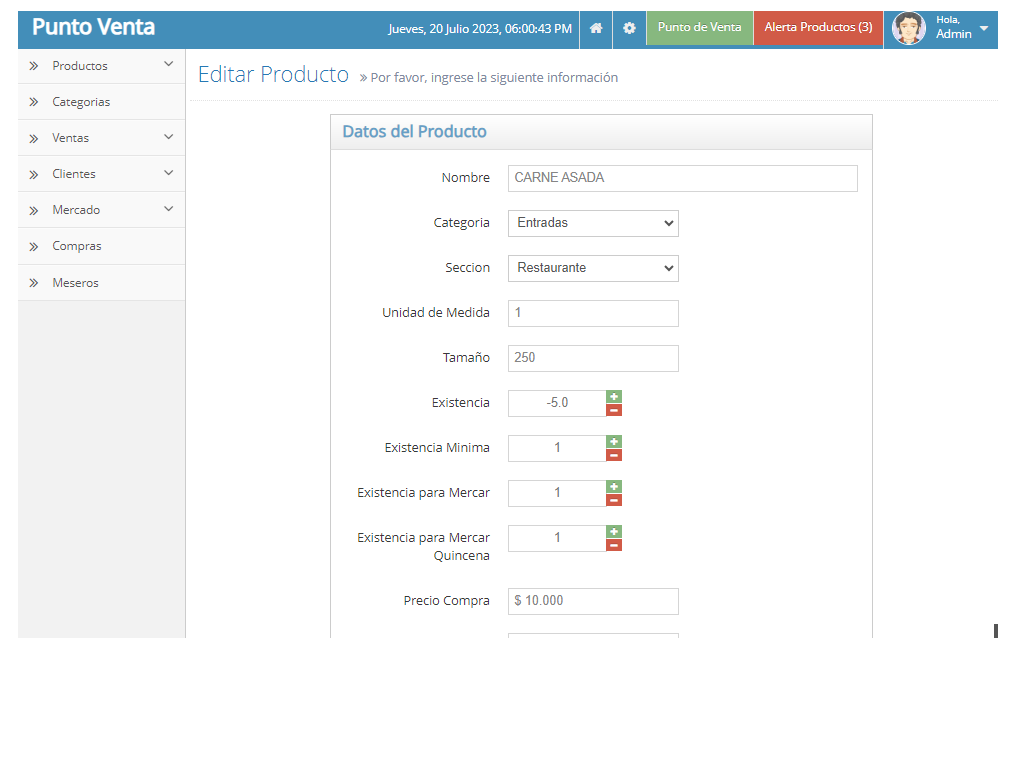 Punto Venta
Jueves, 20 Julio 2023, 06:00:43 PM
Punto de Venta
Alerta Productos (3)
Hola,
Admin
Productos
Categorias
Ventas
Clientes
Mercado
Compras
Meseros
Editar Producto » Por favor, ingrese la siguiente información
Datos del Producto
Nombre CARNE ASADA
Categoria Entradas
Seccion Restaurante
Unidad de Medida 1
Tamaño 250
Existencia -5.0
Existencia Minima 1
Existencia para Mercar 1
Existencia para Mercar 1
Quincena
Precio Compra $ 10.000